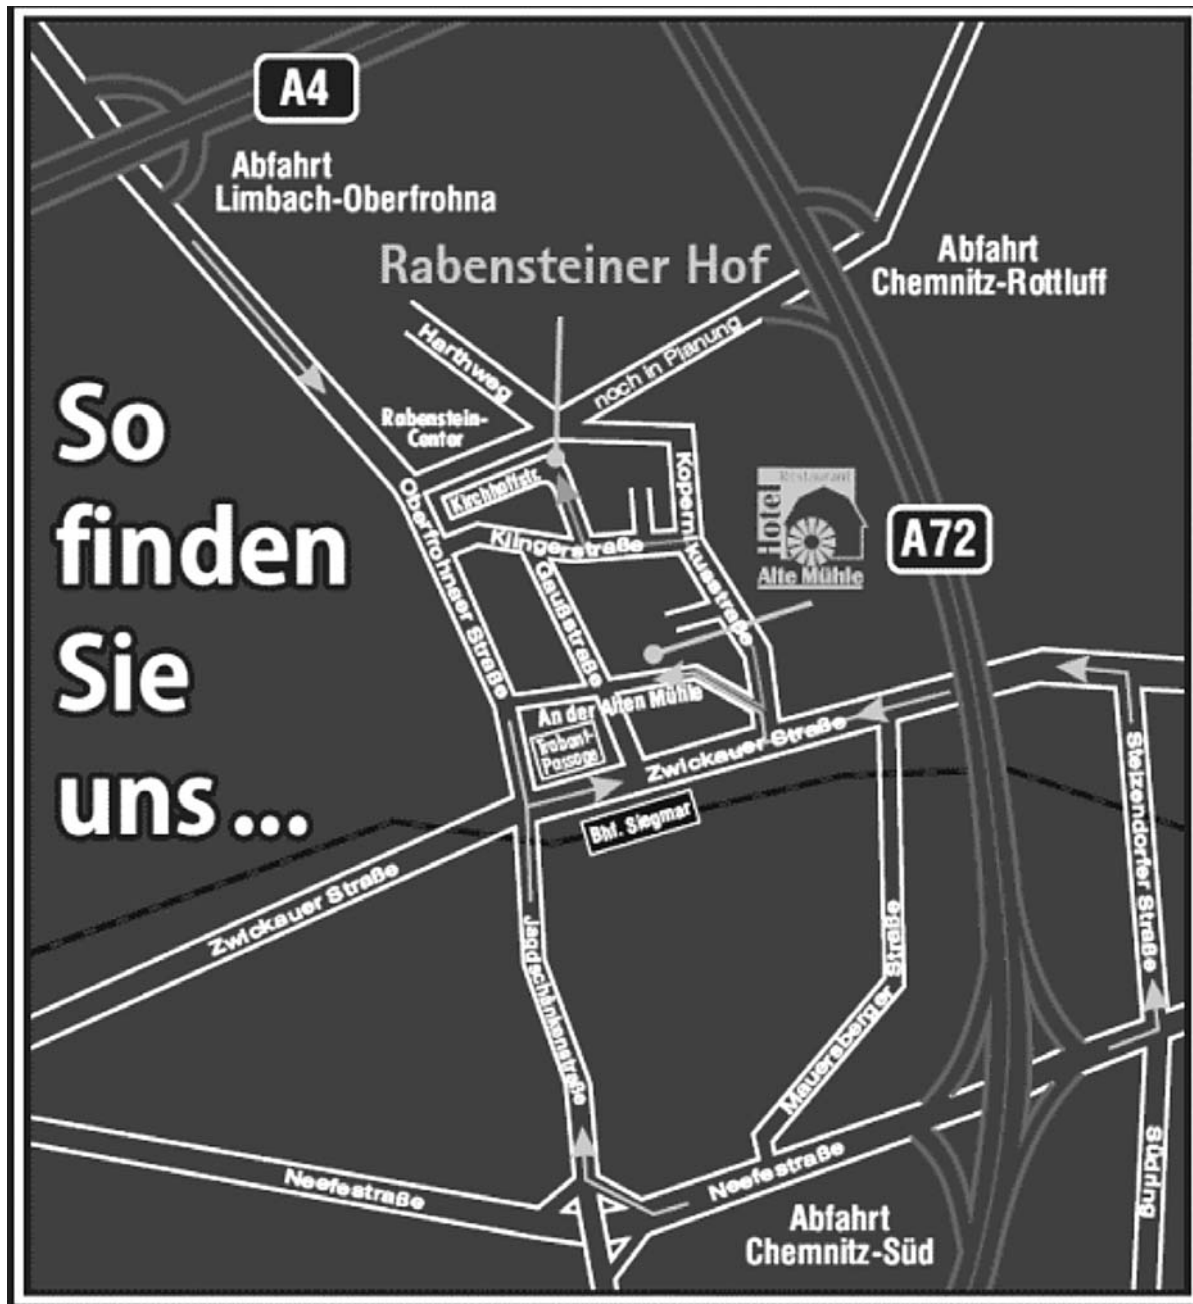 A4
Abfahrt
Limbach-Oberfrohna
Rabensteiner Hof
Abfahrt
Chemnitz-Rottluff
Harthweg
noch in Planung
So
finden
Sie
uns...
Rabenstein-
Center
Kirchhoffstr.
Kopernikusstraße
Oberfrohnaer Straße
Klingerstraße
Gaußstraße
Restaurant
Hotel
Alte Mühle
A72
An der Alten Mühle
Trabant-
Passage
Zwickauer Straße
Bhf. Siegmar
Zwickauer Straße
Stelzendorfer Straße
Jagdschänkenstraße
Mauersberger Straße
Neefestraße
Neefestraße
Südring
Abfahrt
Chemnitz-Süd